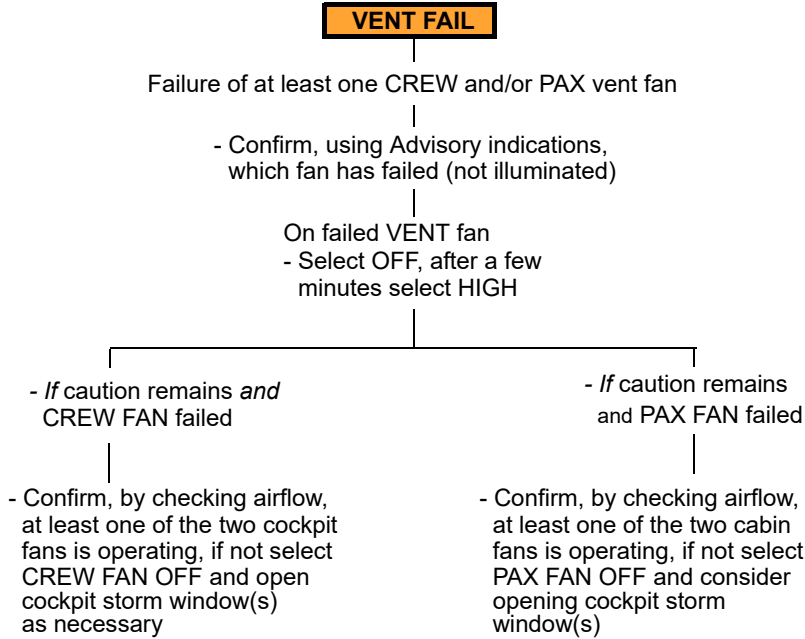 VENT FAIL
Failure of at least one CREW and/or PAX vent fan
- Confirm, using Advisory indications,
which fan has failed (not illuminated)
On failed VENT fan
- Select OFF, after a few
minutes select HIGH
- If caution remains and
CREW FAN failed
- Confirm, by checking airflow,
at least one of the two cockpit
fans is operating, if not select
CREW FAN OFF and open
cockpit storm window(s)
as necessary
- If caution remains
and PAX FAN failed
- Confirm, by checking airflow,
at least one of the two cabin
fans is operating, if not select
PAX FAN OFF and consider
opening cockpit storm
window(s)